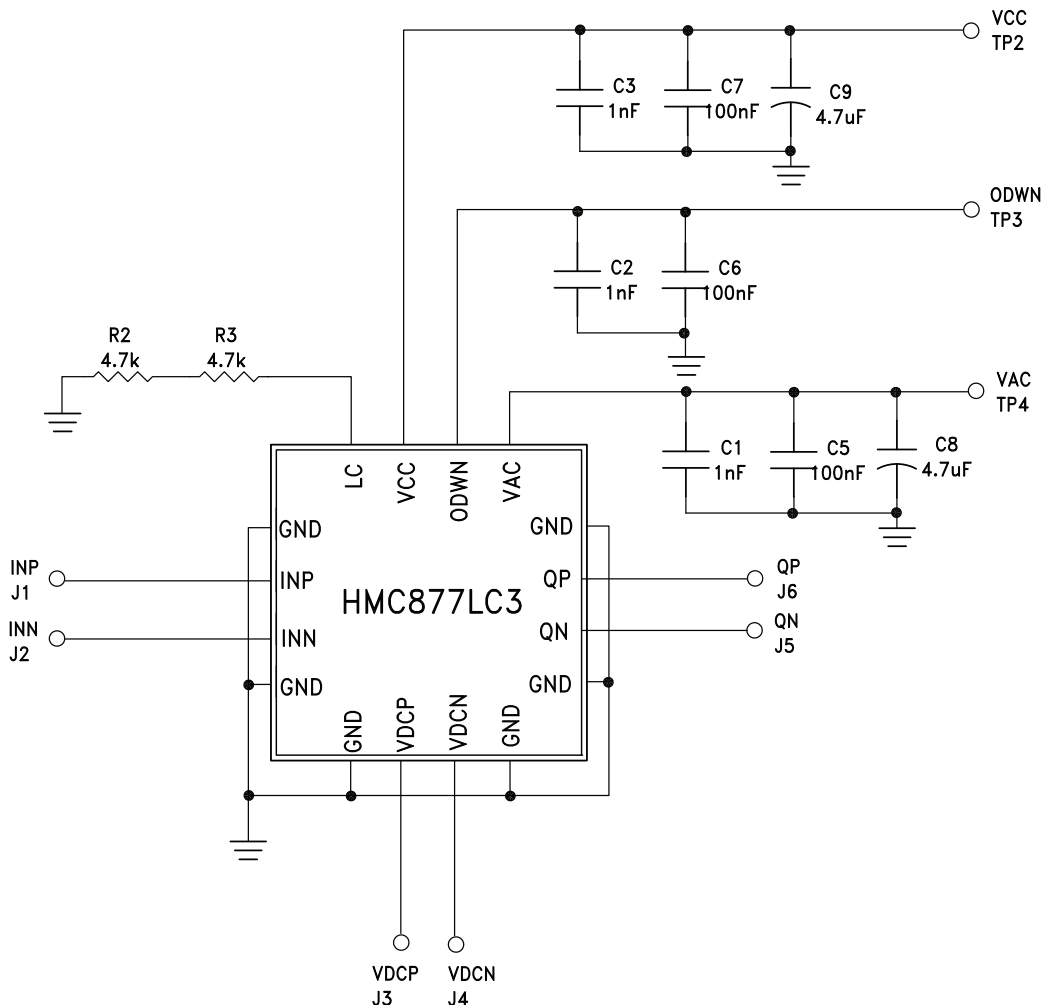 VCC
TP2
C3
1nF
C7
100nF
C9
4.7uF
ODWN
TP3
C2
1nF
C6
100nF
R2
4.7k
R3
4.7k
VAC
TP4
C1
1nF
C5
100nF
C8
4.7uF
LC
VCC
ODWN
VAC
GND
GND
INP
J1
INP
QP
QP
J6
HMC877LC3
INN
J2
INN
QN
QN
J5
GND
GND
GND
VDCP
VDCN
GND
VDCP
J3
VDCN
J4